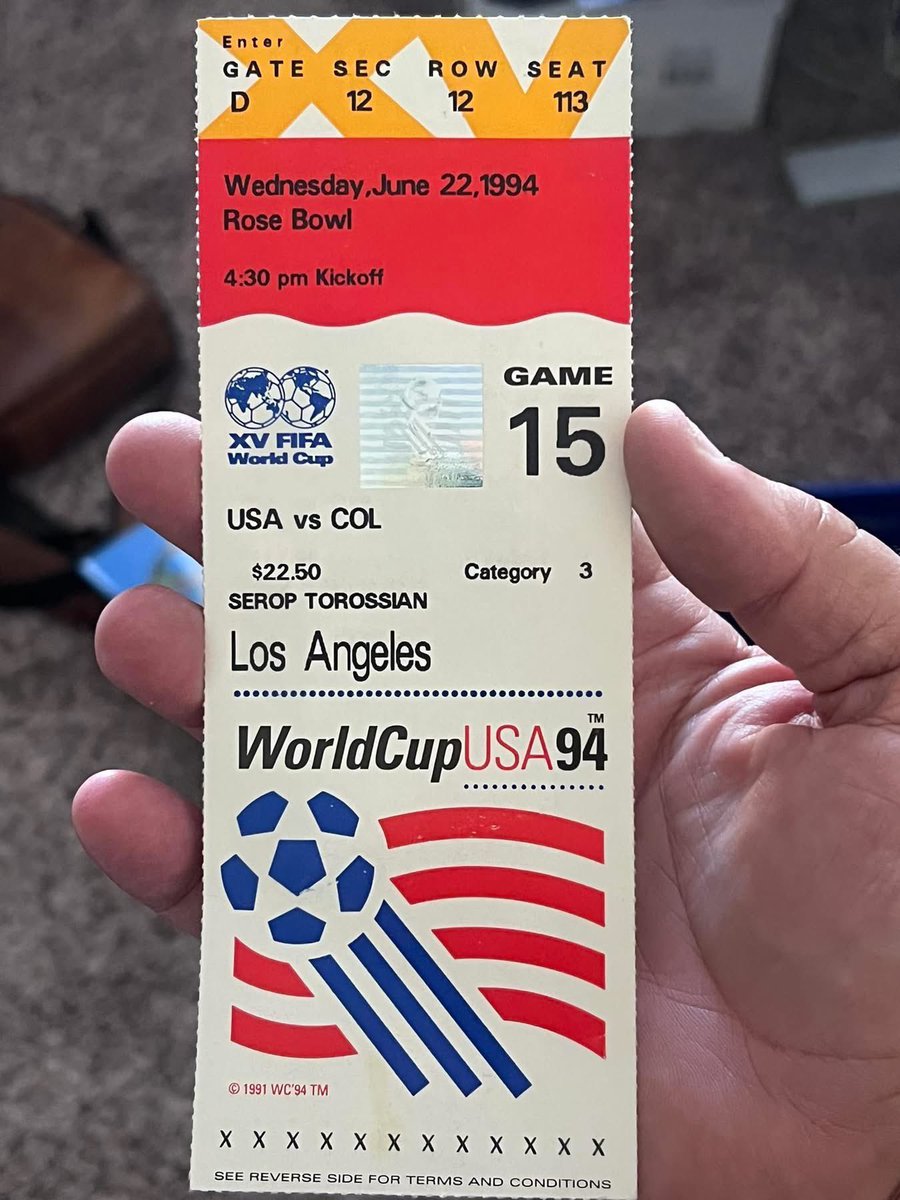 Enter
GATE SEC ROW SEAT
D 12 12 113
Wednesday,June 22,1994
Rose Bowl
4:30 pm Kickoff
GAME
15
XV FIFA
World Cup
USA vs COL
$22.50 Category 3
SEROP TOROSSIAN
Los Angeles
WorldCupUSA94™
© 1991 WC'94 TM
X X X X X X X X X X X X
SEE REVERSE SIDE FOR TERMS AND CONDITIONS